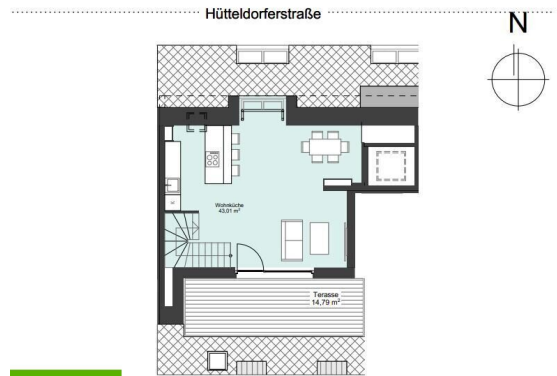 Hütteldorferstraße
N
Wohnküche
43,01 m²
Terasse
14,79 m²